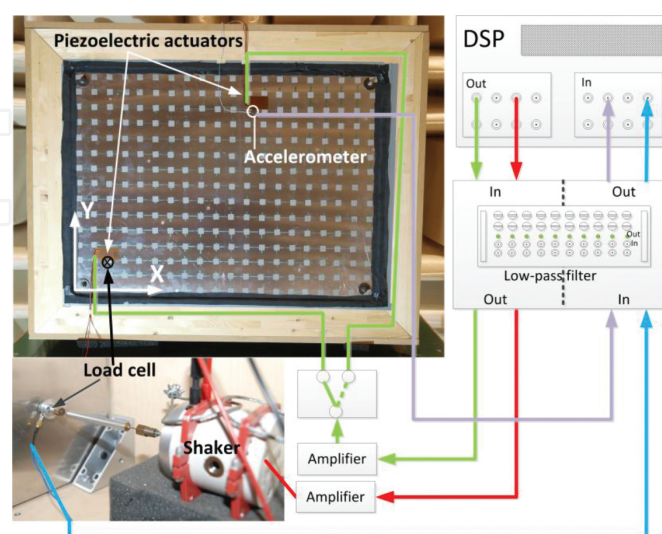 Piezoelectric actuators
DSP
Out
In
Accelerometer
In
Out
Out
In
Y
X
Low-pass filter
Out
In
Load cell
Shaker
Amplifier
Amplifier